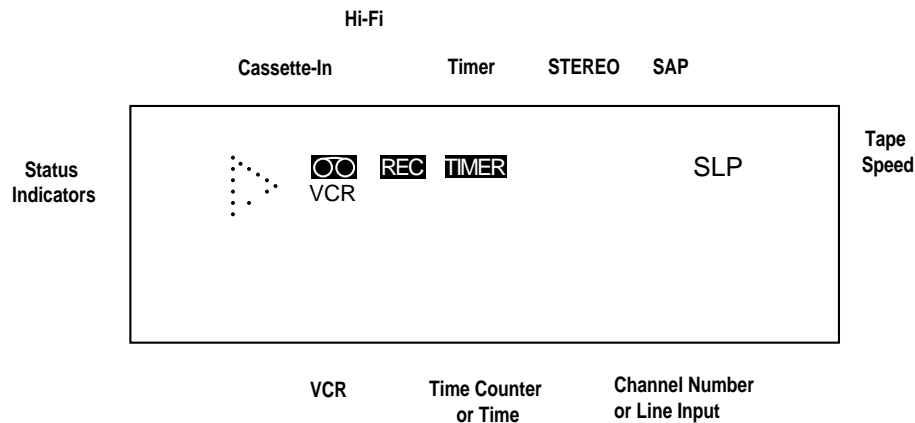 Hi-Fi
Cassette-In Timer STEREO SAP
Status Indicators
REC TIMER SLP
VCR
Tape Speed
VCR
Time Counter or Time
Channel Number or Line Input